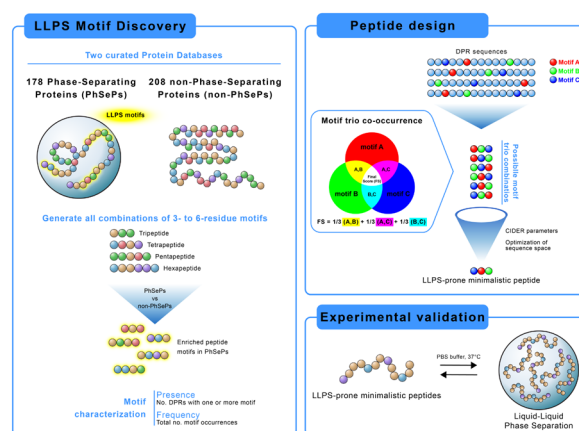 LLPS Motif Discovery
Two curated Protein Databases
178 Phase-Separating
Proteins (PhSePs)
208 non-Phase-Separating
Proteins (non-PhSePs)
LLPS motifs
Generate all combinations of 3- to 6-residue motifs
Tripeptide
Tetrapeptide
Pentapeptide
Hexapeptide
PhSePs
vs
non-PhSePs
Enriched peptide
motifs in PhSePs
Motif
characterization
Presence
No. DPRs with one or more motif
Frequency
Total no. motif occurrences
Peptide design
DPR sequences
Motif A
Motif B
Motif C
Motif trio co-occurrence
motif A
A,B
A,C
Final
Score (FS)
motif B
B,C
motif C
FS = 1/3 (A,B) + 1/3 (A,C) + 1/3 (B,C)
Possibile motif
trio combinations
CIDER parameters
Optimization of
sequence space
LLPS-prone minimalistic peptide
Experimental validation
PBS buffer, 37°C
LLPS-prone minimalistic peptides
Liquid-Liquid
Phase Separation